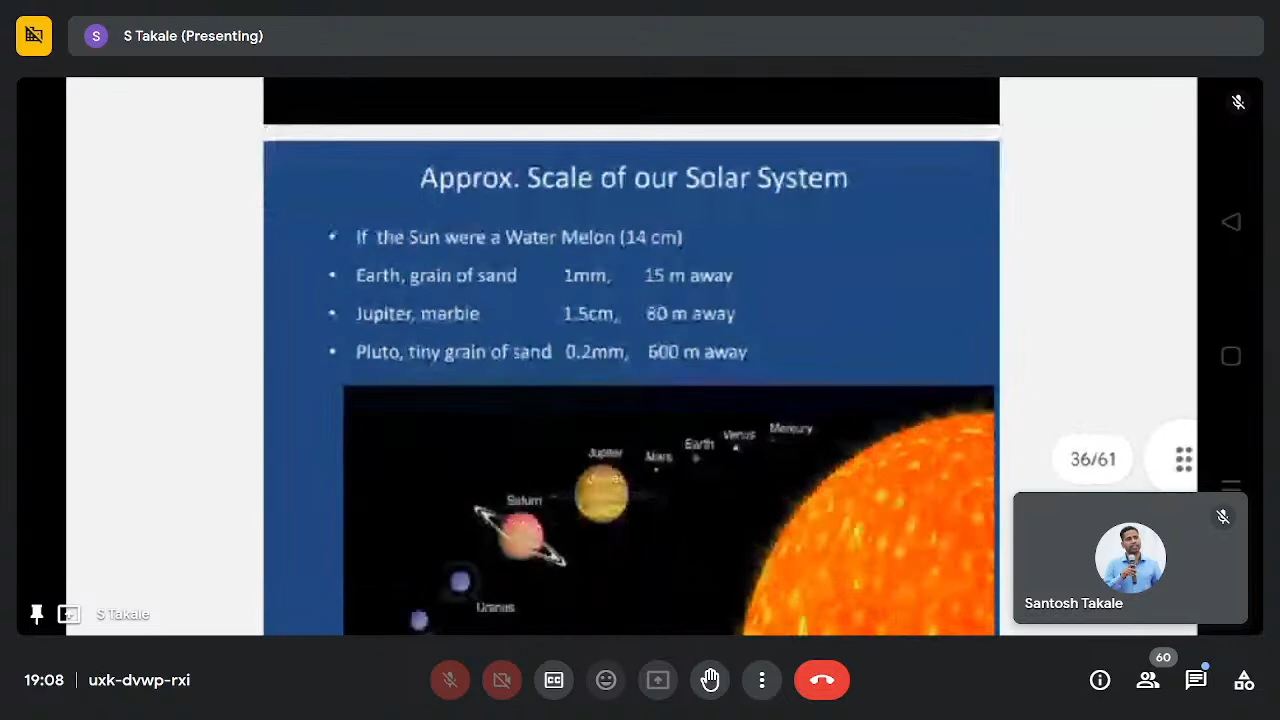 S
S Takale (Presenting)
Approx. Scale of our Solar System
• If the Sun were a Water Melon (14 cm)
• Earth, grain of sand 1mm, 15 m away
• Jupiter, marble 1.5cm, 80 m away
• Pluto, tiny grain of sand 0.2mm, 600 m away
Mercury
Venus
Earth
Mars
Jupiter
Saturn
Uranus
36/61
Santosh Takale
S Takale
19:08 | uxk-dvwp-rxi
CC
60